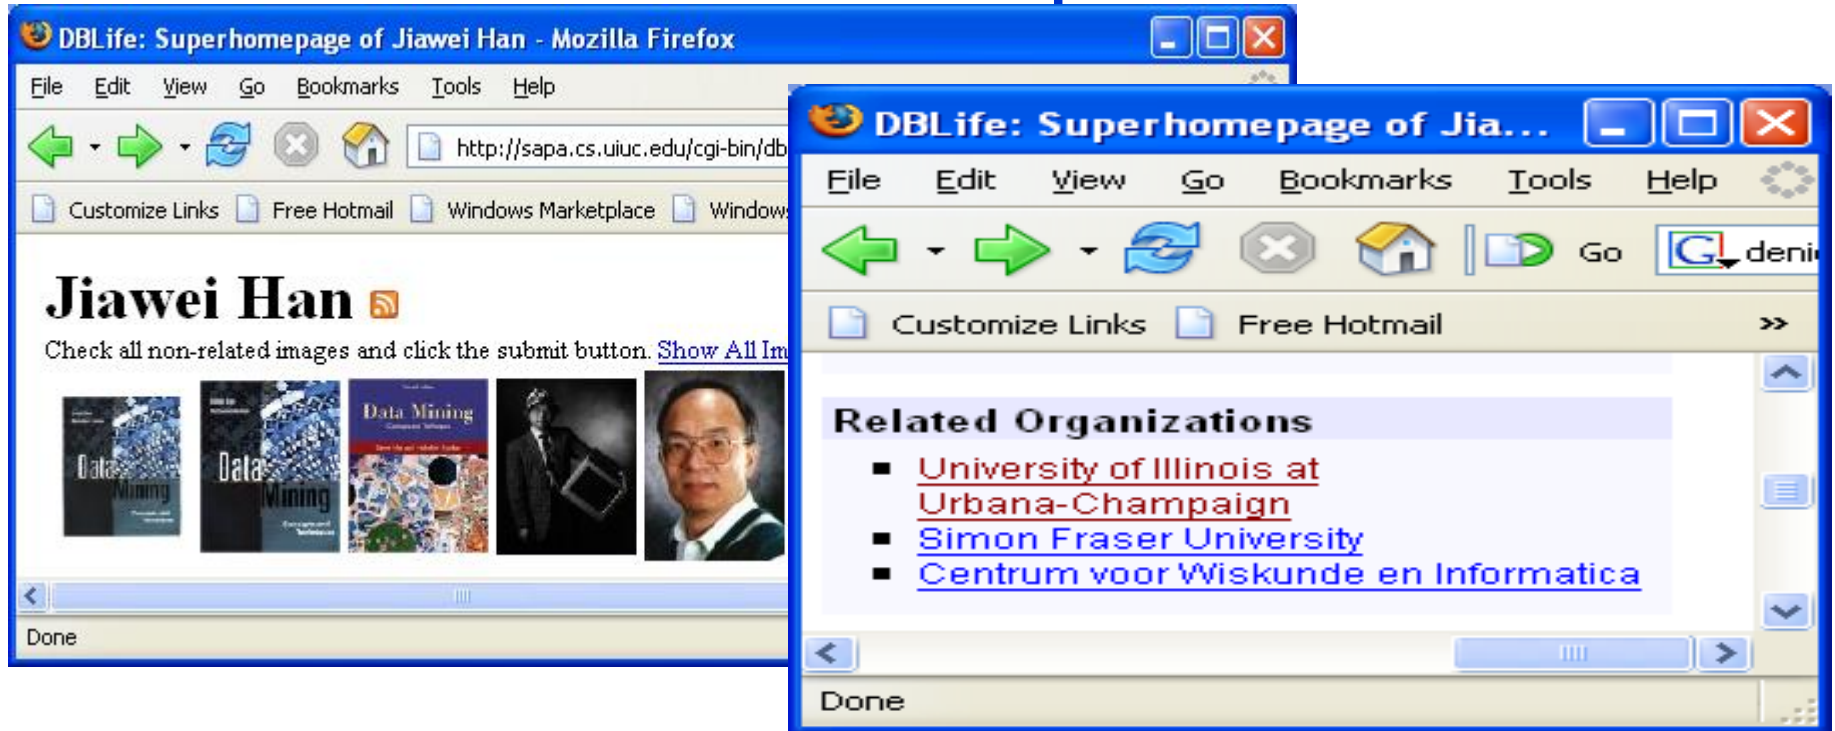 DBLife: Superhomepage of Jiawei Han - Mozilla Firefox
File Edit View Go Bookmarks Tools Help
http://sapa.cs.uiuc.edu/cgi-bin/db
Customize Links Free Hotmail Windows Marketplace Windows
Jiawei Han
Check all non-related images and click the submit button. Show All Im
Data Mining
Data Mining
Data Mining
Done
DBLife: Superhomepage of Jia...
File Edit View Go Bookmarks Tools Help
Go G deni
Customize Links Free Hotmail »
Related Organizations
University of Illinois at
Urbana-Champaign
Simon Fraser University
Centrum voor Wiskunde en Informatica
Done